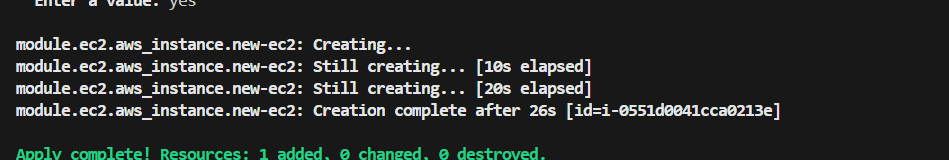 Enter a value: yes
module.ec2.aws_instance.new-ec2: Creating...
module.ec2.aws_instance.new-ec2: Still creating... [10s elapsed]
module.ec2.aws_instance.new-ec2: Still creating... [20s elapsed]
module.ec2.aws_instance.new-ec2: Creation complete after 26s [id=i-0551d0041cca0213e]
Apply complete! Resources: 1 added, 0 changed, 0 destroyed.